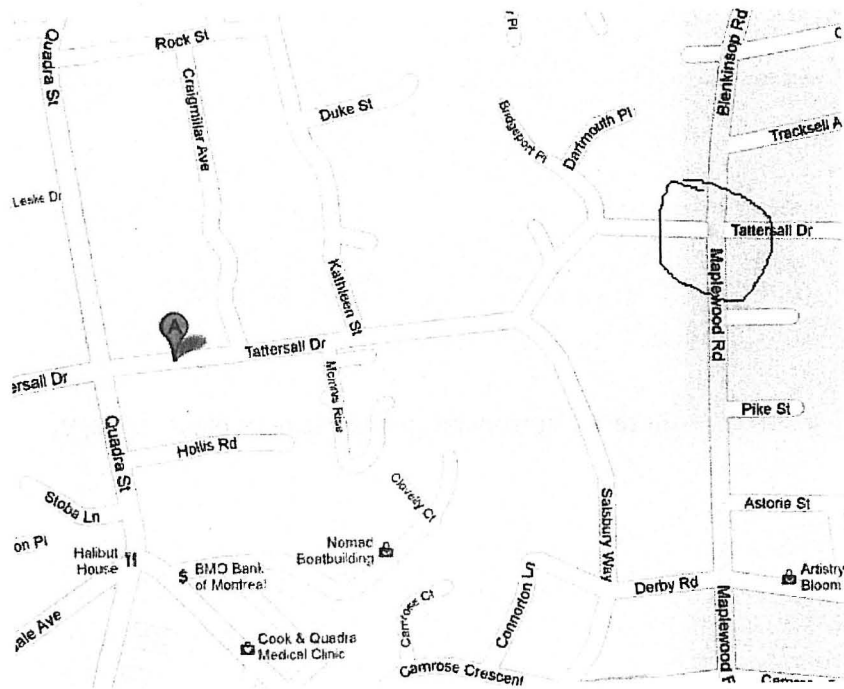 Quadra St
Rock St
Craigmillar Ave
Duke St
y Pl
Bridgeport Pl
Dartmouth Pl
Blenkinsop Rd
C
Tracksell A
Leske Dr
Kathleen St
Tattersall Dr
Maplewood Rd
A
Tattersall Dr
ersall Dr
Quadra St
Hollis Rd
Pike St
Stoba Ln
Clovelly Ct
Salsbury Way
Astoria St
on Pl
Halibut
House
$
BMO Bank
of Montreal
Nomad
Boatbuilding
Connorton Ln
Derby Rd
Artistry
Bloom
ale Ave
Cook & Quadra
Medical Clinic
Camrose Ct
Camrose Crescent
Maplewood F